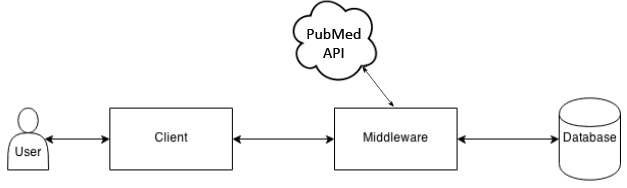 PubMed
API
User
Client
Middleware
Database